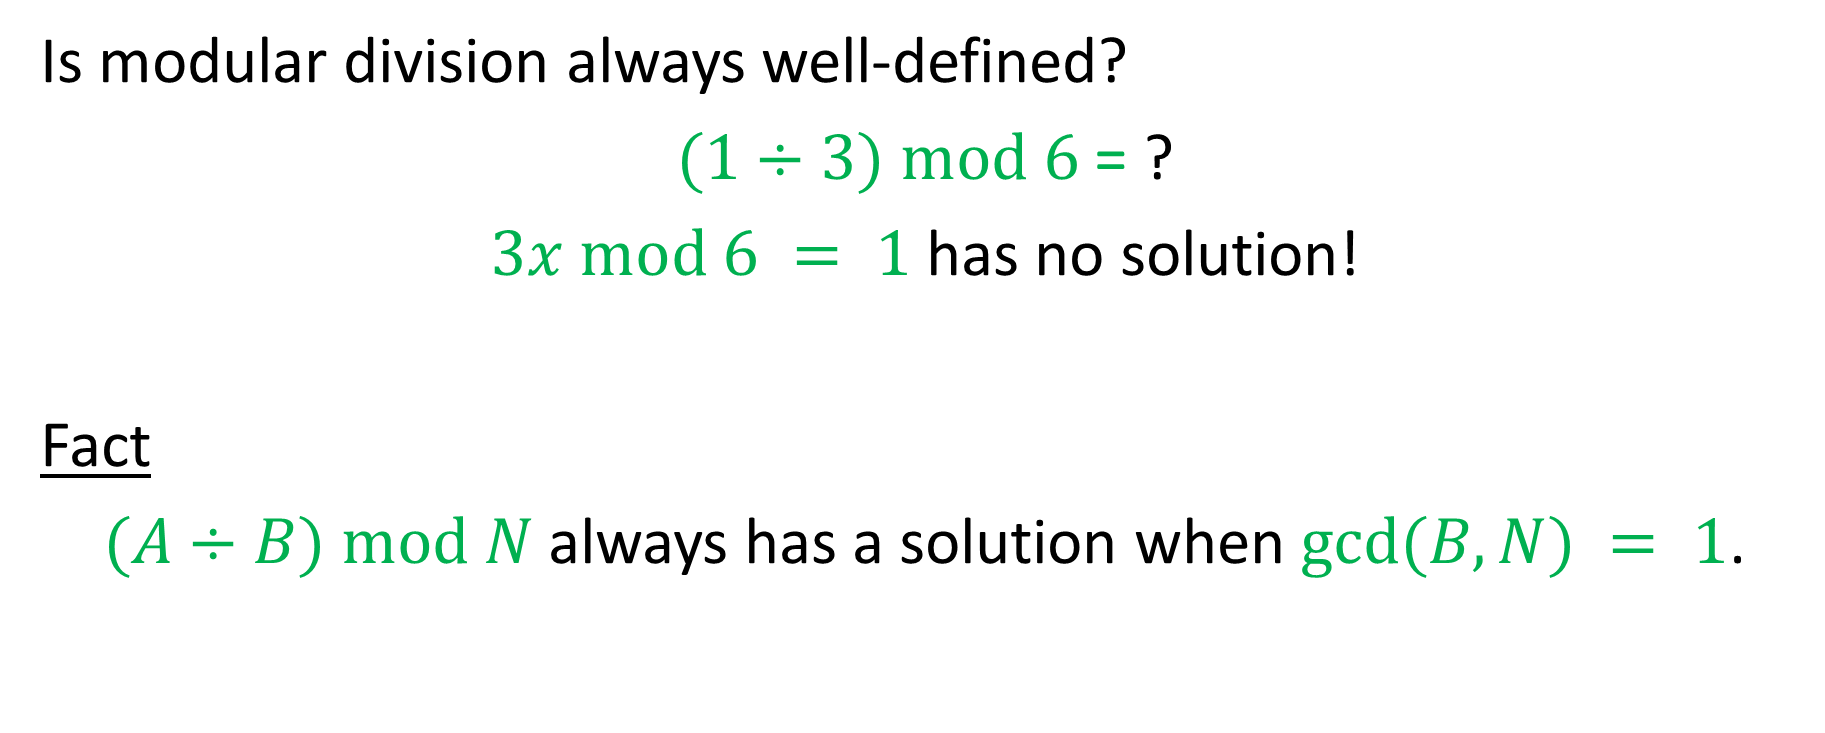 Is modular division always well-defined?
(1 ÷ 3) mod 6 = ?
3x mod 6 = 1 has no solution!
Fact
(A ÷ B) mod N always has a solution when gcd(B, N) = 1.